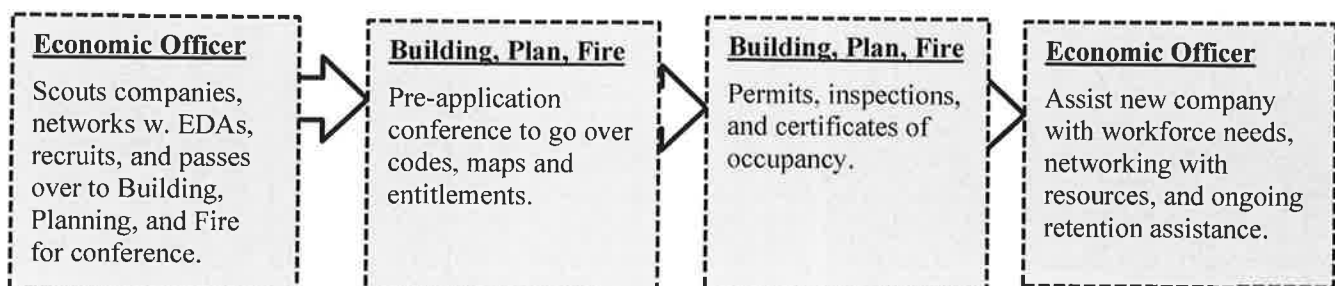 Economic Officer
Scouts companies,
networks w. EDAs,
recruits, and passes
over to Building,
Planning, and Fire
for conference.
Building, Plan, Fire
Pre-application
conference to go over
codes, maps and
entitlements.
Building, Plan, Fire
Permits, inspections,
and certificates of
occupancy.
Economic Officer
Assist new company
with workforce needs,
networking with
resources, and ongoing
retention assistance.